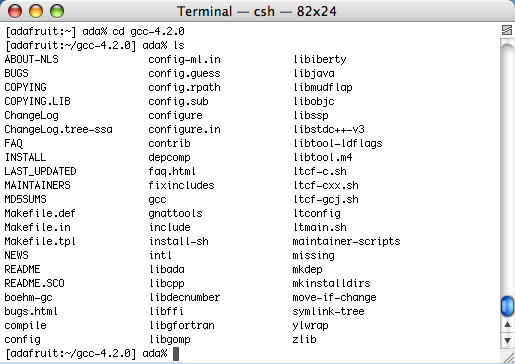 Terminal — csh — 82x24
[adafruit:~] ada% cd gcc-4.2.0
[adafruit:~/gcc-4.2.0] ada% ls
ABOUT-NLS config-ml.in libiberty
BUGS config.guess libjava
COPYING config.rpath libmudflap
COPYING.LIB config.sub libobjc
ChangeLog configure libssp
ChangeLog.tree-ssa configure.in libstdc++-v3
FAQ contrib libtool-ldflags
INSTALL depcomp libtool.m4
LAST_UPDATED faq.html ltcf-c.sh
MAINTAINERS fixincludes ltcf-cxx.sh
MD5SUMS gcc ltcf-gcj.sh
Makefile.def gnattools ltconfig
Makefile.in include ltmain.sh
Makefile.tpl install-sh maintainer-scripts
NEWS intl missing
README libada mkdep
README.SCO libcpp mkinstalldirs
boehm-gc libdecnumber move-if-change
bugs.html libffi symlink-tree
compile libgfortran ylwrap
config libgomp zlib
[adafruit:~/gcc-4.2.0] ada%